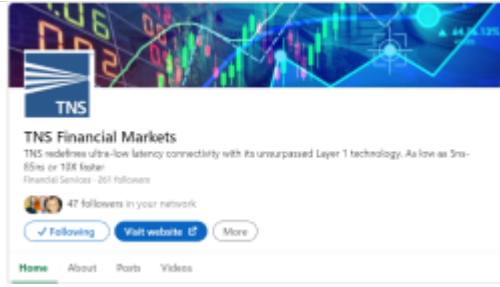 TNS
TNS Financial Markets
TNS redefines ultra-low latency connectivity with its unsurpassed Layer 1 technology. As low as 5ns-
85ns or 10X faster
Financial Services · 261 followers
47 followers in your network
✓ Following
Visit website
More
Home About Posts Videos